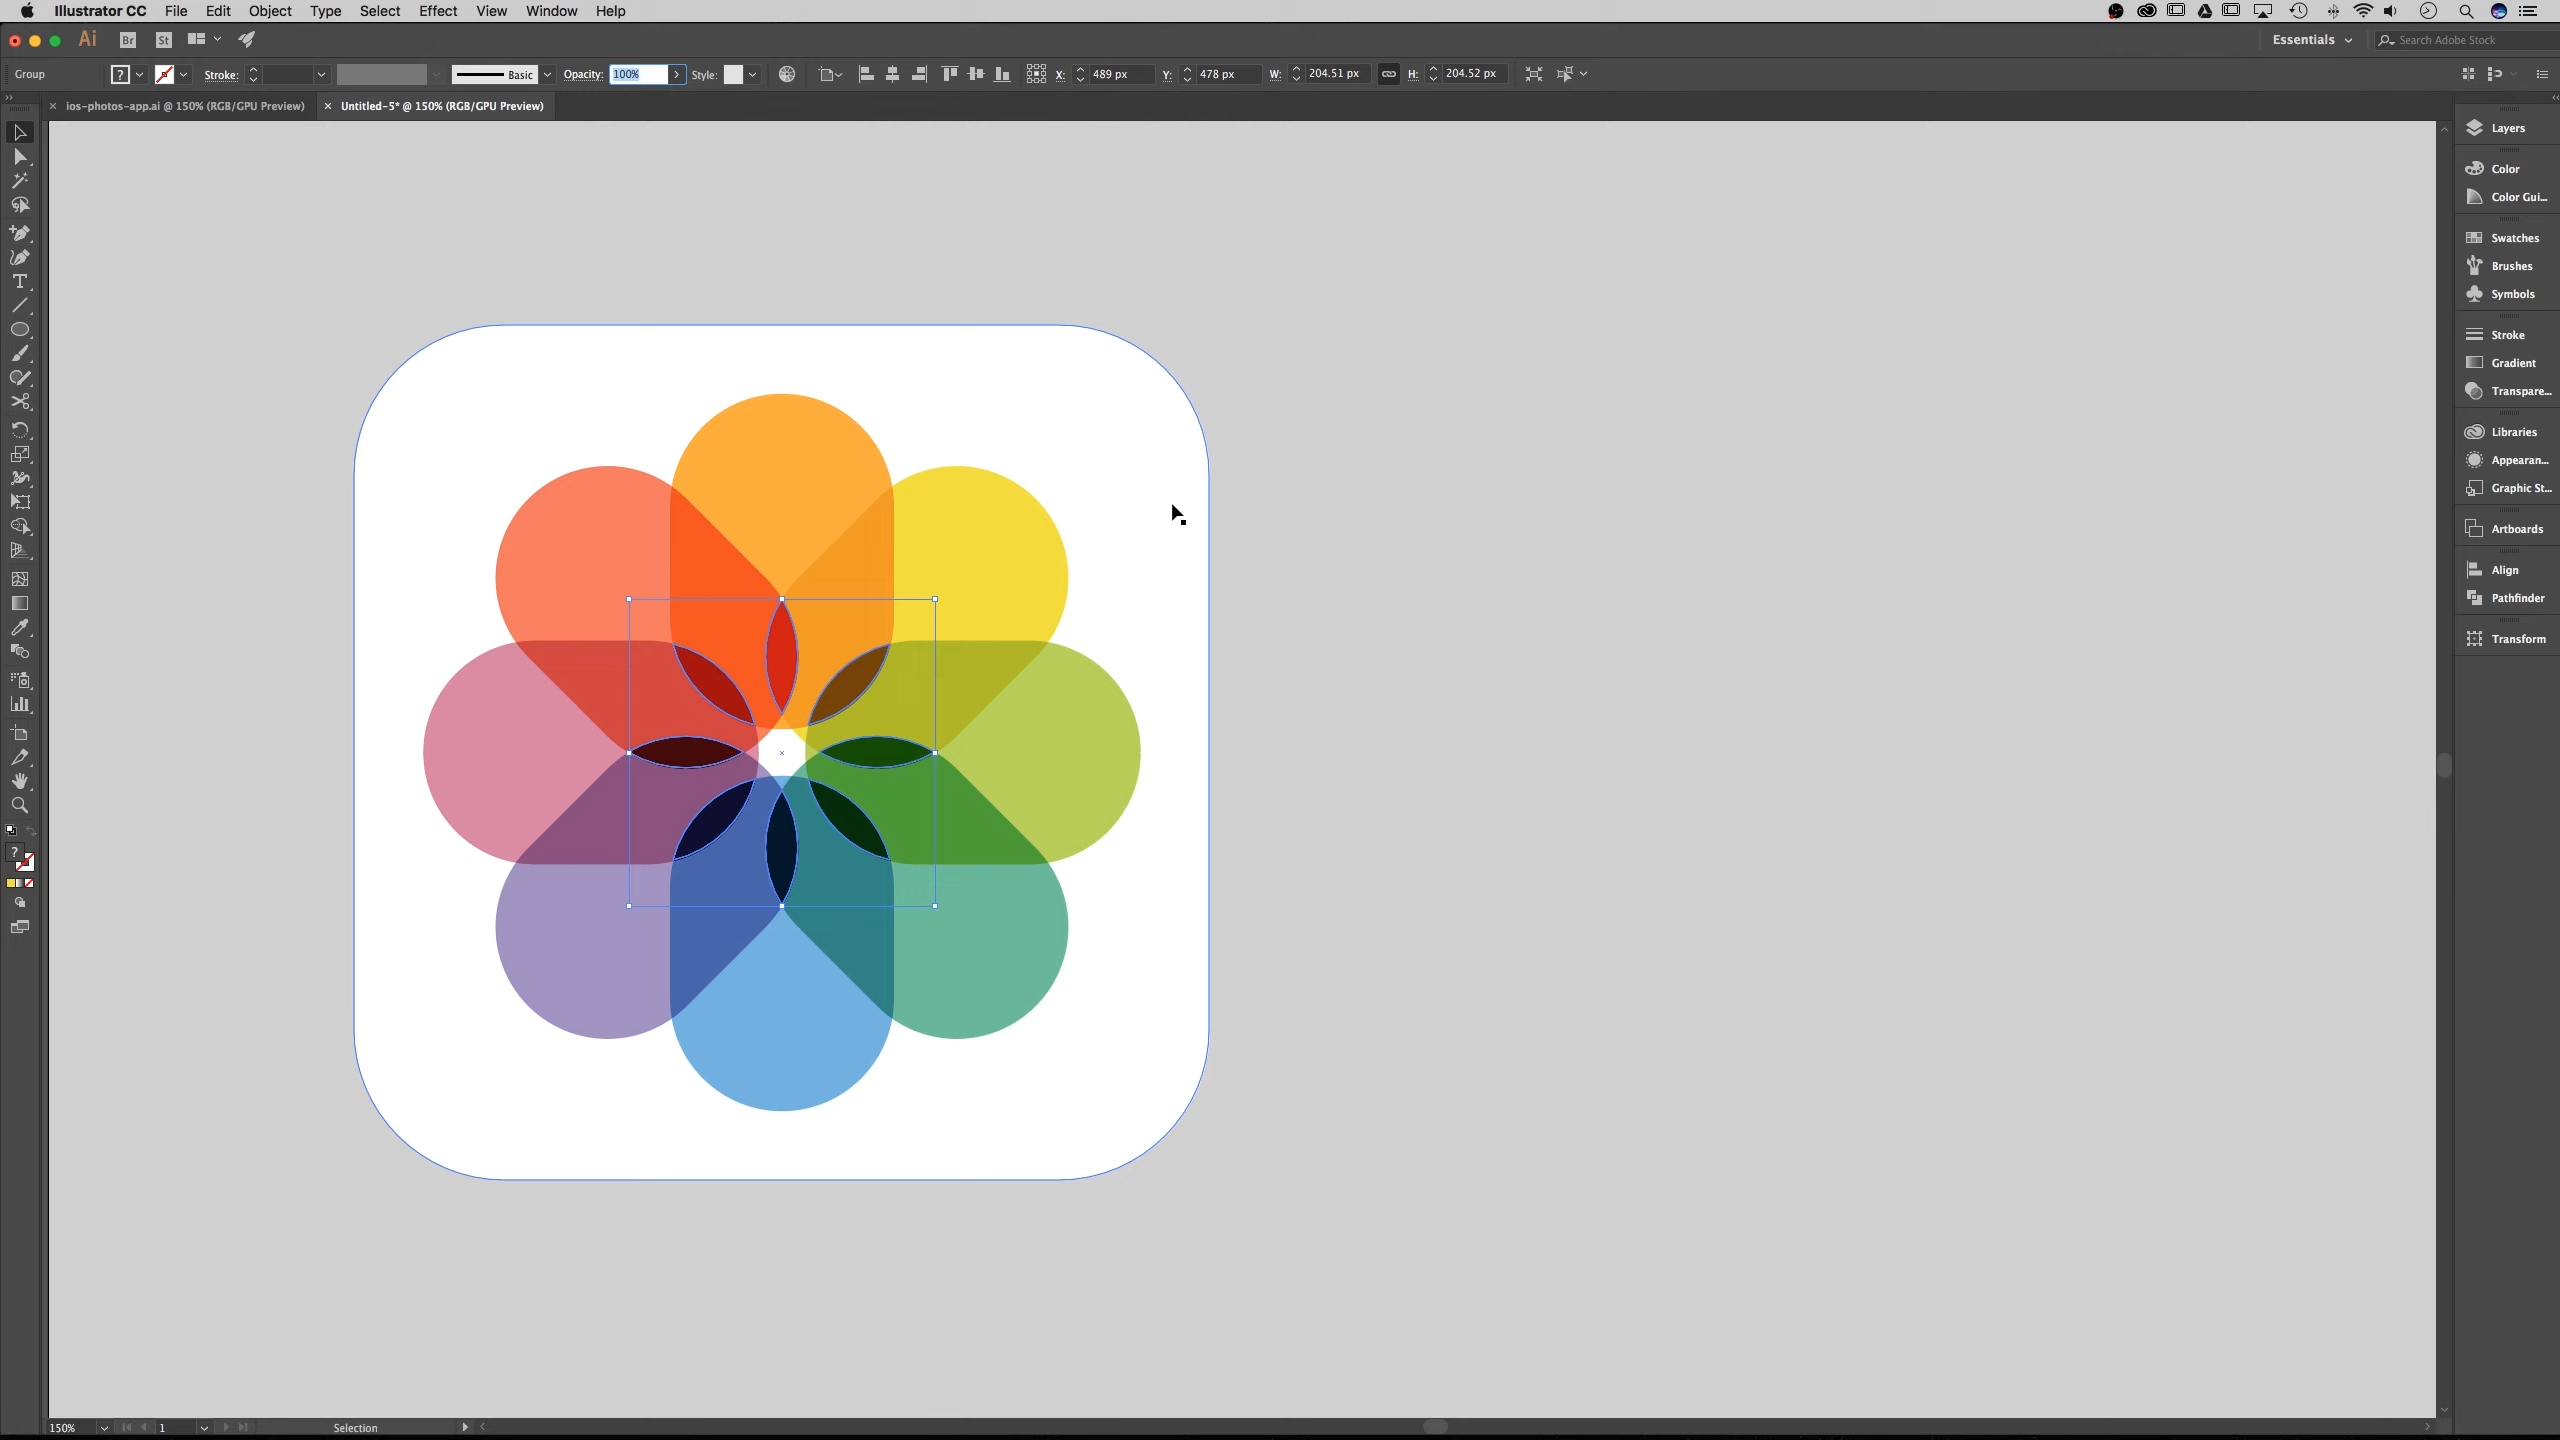 Illustrator CC File Edit Object Type Select Effect View Window Help
Ai Br St Essentials Search Adobe Stock
Group ? Stroke: Basic Opacity: 100% Style: X: 489 px Y: 478 px W: 204.51 px H: 204.52 px
× ios-photos-app.ai @ 150% (RGB/GPU Preview) × Untitled-5* @ 150% (RGB/GPU Preview)
Layers
Color
Color Gui...
Swatches
Brushes
Symbols
Stroke
Gradient
Transpare...
Libraries
Appearan...
Graphic St...
Artboards
Align
Pathfinder
Transform
?
150% 1 Selection